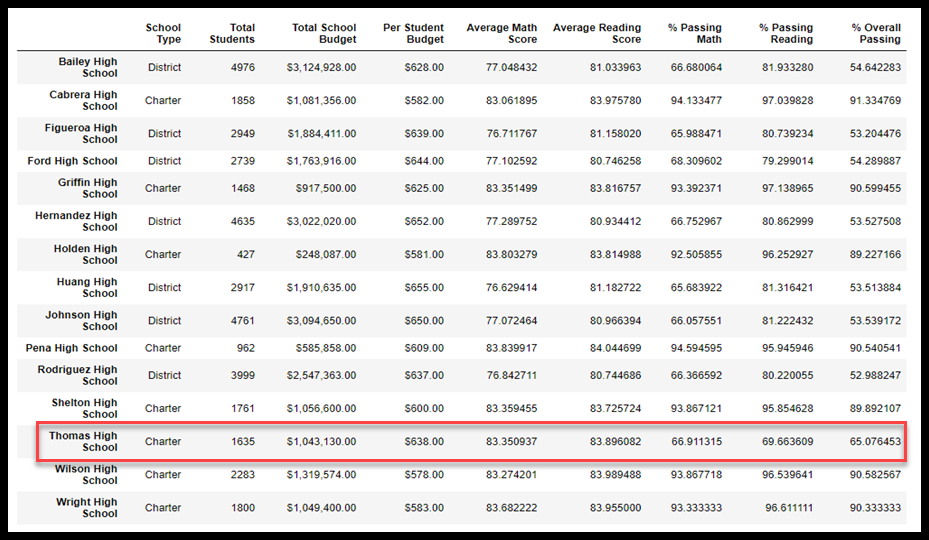 School Type Total Students Total School Budget Per Student Budget Average Math Score Average Reading Score % Passing Math % Passing Reading % Overall Passing
Bailey High School District 4976 $3,124,928.00 $628.00 77.048432 81.033963 66.680064 81.933280 54.642283
Cabrera High School Charter 1858 $1,081,356.00 $582.00 83.061895 83.975780 94.133477 97.039828 91.334769
Figueroa High School District 2949 $1,884,411.00 $639.00 76.711767 81.158020 65.988471 80.739234 53.204476
Ford High School District 2739 $1,763,916.00 $644.00 77.102592 80.746258 68.309602 79.299014 54.289887
Griffin High School Charter 1468 $917,500.00 $625.00 83.351499 83.816757 93.392371 97.138965 90.599455
Hernandez High School District 4635 $3,022,020.00 $652.00 77.289752 80.934412 66.752967 80.862999 53.527508
Holden High School Charter 427 $248,087.00 $581.00 83.803279 83.814988 92.505855 96.252927 89.227166
Huang High School District 2917 $1,910,635.00 $655.00 76.629414 81.182722 65.683922 81.316421 53.513884
Johnson High School District 4761 $3,094,650.00 $650.00 77.072464 80.966394 66.057551 81.222432 53.539172
Pena High School Charter 962 $585,858.00 $609.00 83.839917 84.044699 94.594595 95.945946 90.540541
Rodriguez High School District 3999 $2,547,363.00 $637.00 76.842711 80.744686 66.366592 80.220055 52.988247
Shelton High School Charter 1761 $1,056,600.00 $600.00 83.359455 83.725724 93.867121 95.854628 89.892107
Thomas High School Charter 1635 $1,043,130.00 $638.00 83.350937 83.896082 66.911315 69.663609 65.076453
Wilson High School Charter 2283 $1,319,574.00 $578.00 83.274201 83.989488 93.867718 96.539641 90.582567
Wright High School Charter 1800 $1,049,400.00 $583.00 83.682222 83.955000 93.333333 96.611111 90.333333